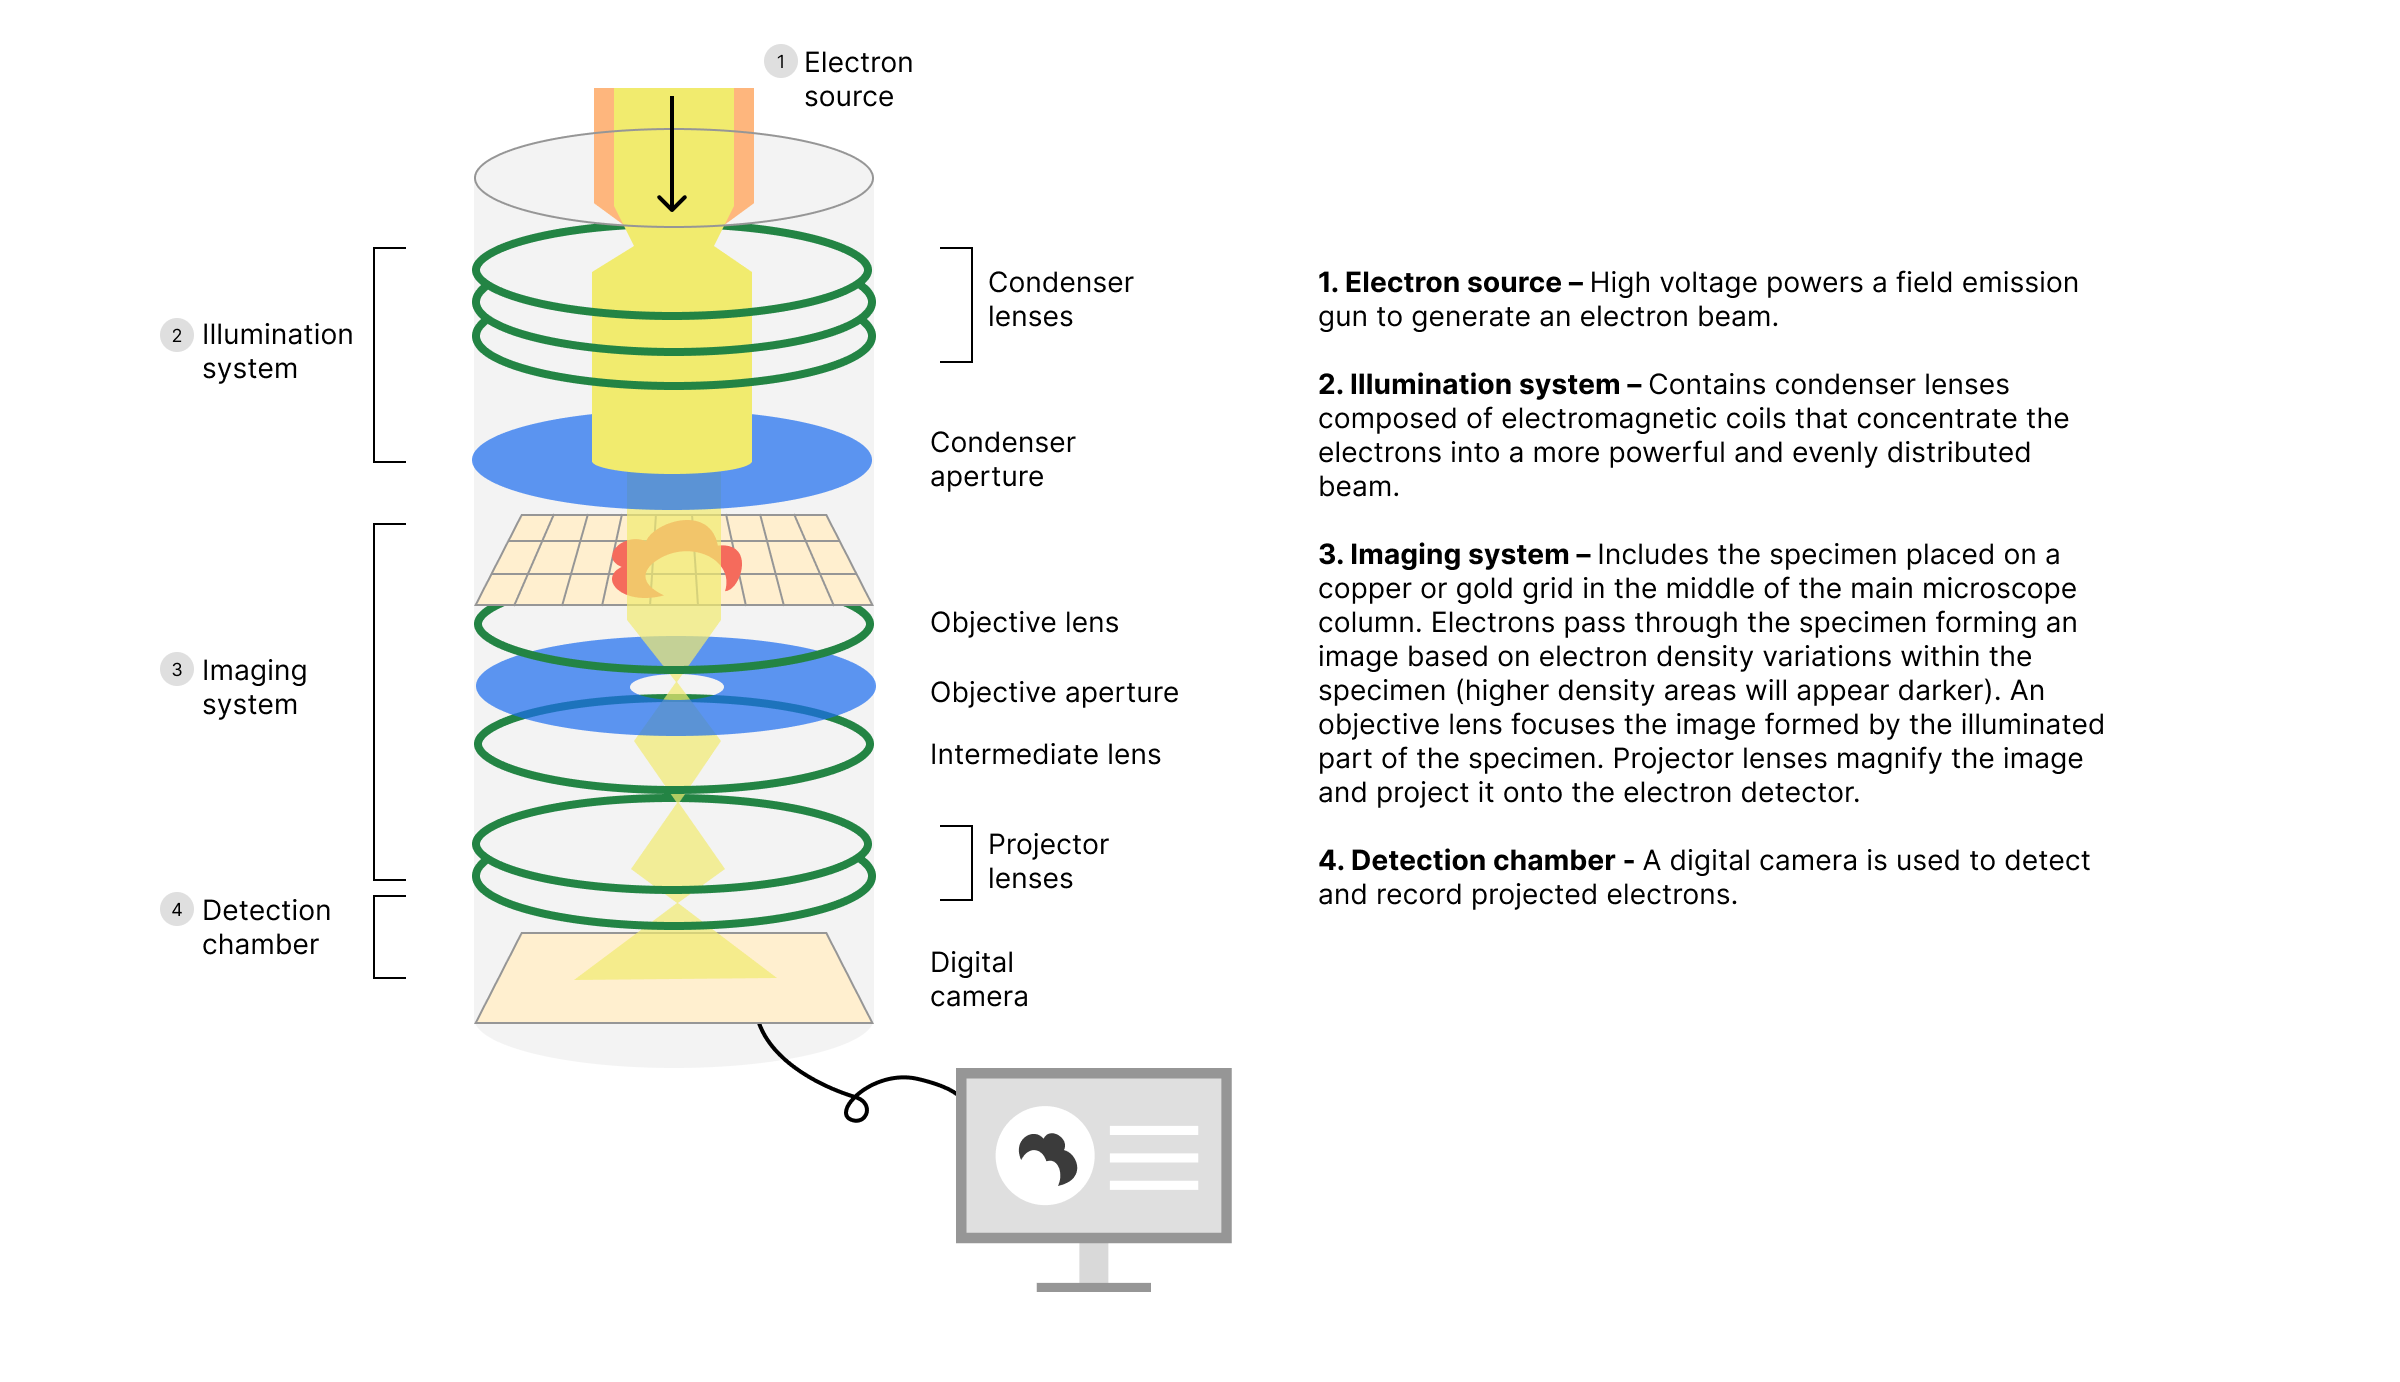 1 Electron
source
2 Illumination
system
Condenser
lenses
Condenser
aperture
3 Imaging
system
Objective lens
Objective aperture
Intermediate lens
Projector
lenses
4 Detection
chamber
Digital
camera
1. Electron source – High voltage powers a field emission
gun to generate an electron beam.
2. Illumination system – Contains condenser lenses
composed of electromagnetic coils that concentrate the
electrons into a more powerful and evenly distributed
beam.
3. Imaging system – Includes the specimen placed on a
copper or gold grid in the middle of the main microscope
column. Electrons pass through the specimen forming an
image based on electron density variations within the
specimen (higher density areas will appear darker). An
objective lens focuses the image formed by the illuminated
part of the specimen. Projector lenses magnify the image
and project it onto the electron detector.
4. Detection chamber - A digital camera is used to detect
and record projected electrons.